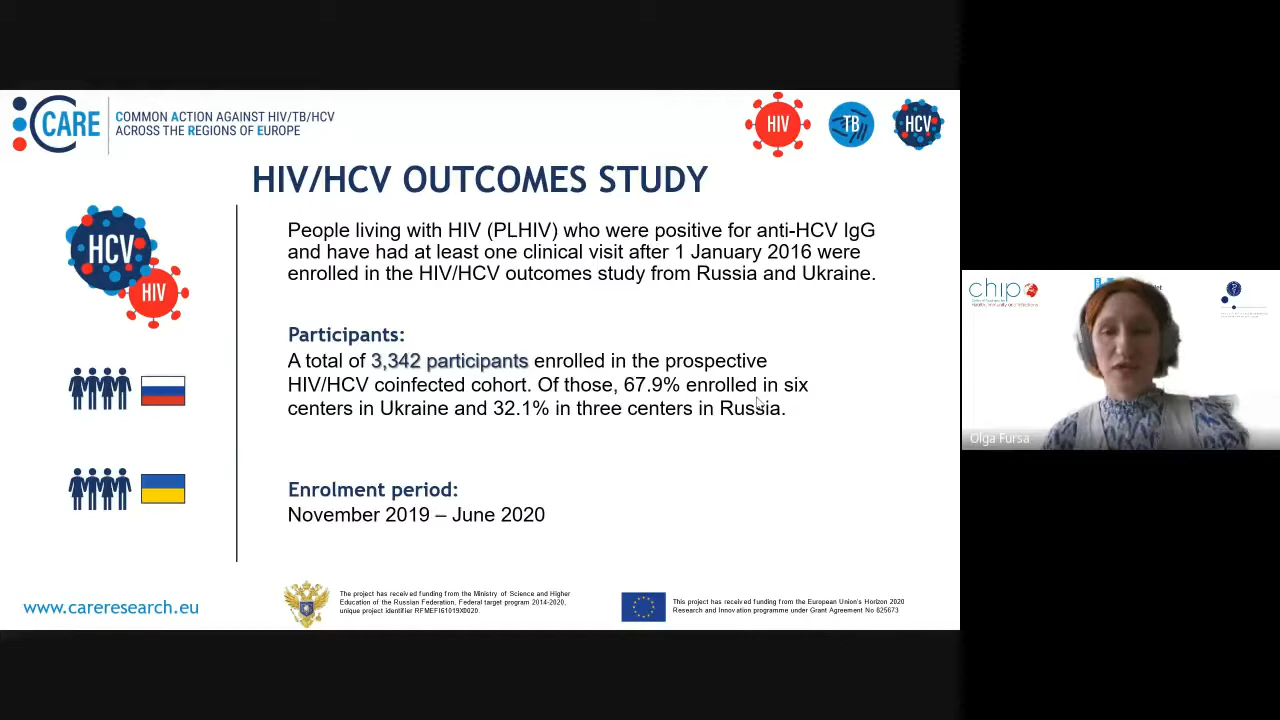 CARE
COMMON ACTION AGAINST HIV/TB/HCV
ACROSS THE REGIONS OF EUROPE
HIV
TB
HCV
HIV/HCV OUTCOMES STUDY
HCV
HIV
People living with HIV (PLHIV) who were positive for anti-HCV IgG
and have had at least one clinical visit after 1 January 2016 were
enrolled in the HIV/HCV outcomes study from Russia and Ukraine.
Participants:
A total of 3,342 participants enrolled in the prospective
HIV/HCV coinfected cohort. Of those, 67.9% enrolled in six
centers in Ukraine and 32.1% in three centers in Russia.
Enrolment period:
November 2019 – June 2020
www.careresearch.eu
The project has received funding from the Ministry of Science and Higher
Education of the Russian Federation, Federal target program 2014-2020,
unique project identifier RFMEFI61019X0020.
This project has received funding from the European Union's Horizon 2020
Research and Innovation programme under Grant Agreement No 825673
chip
Olga Fursa